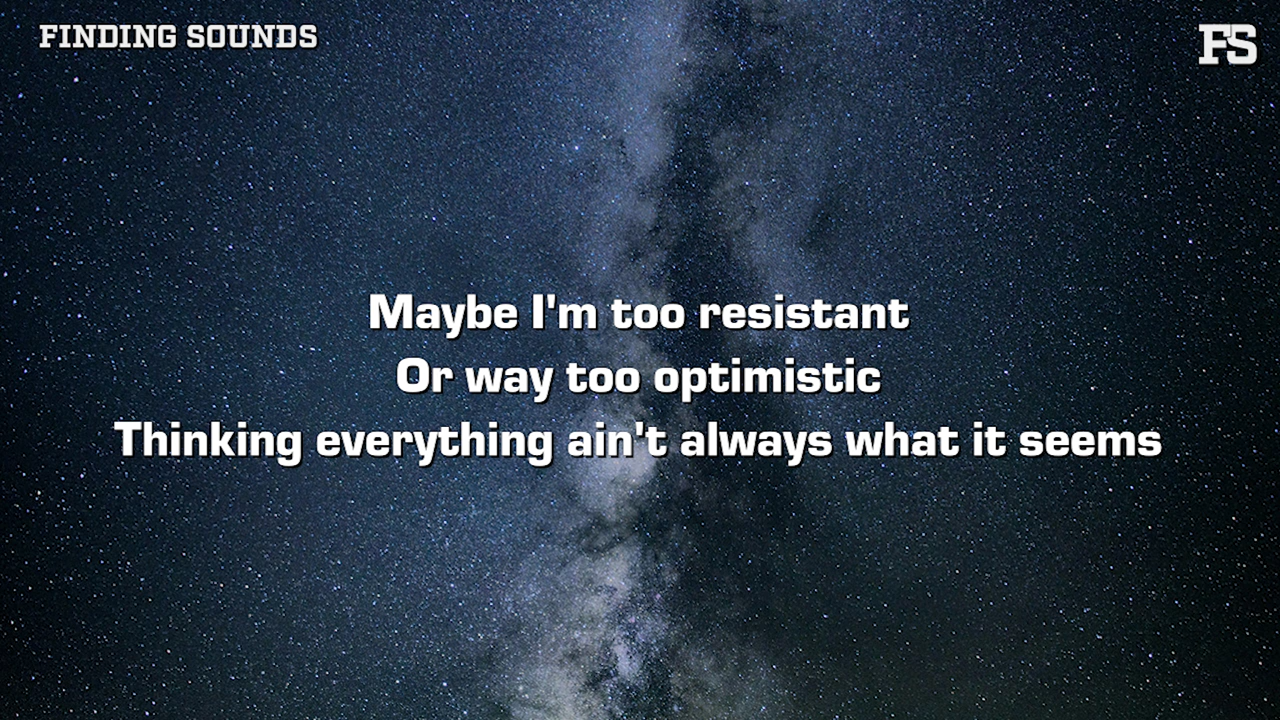 FINDING SOUNDS
FS
Maybe I'm too resistant
Or way too optimistic
Thinking everything ain't always what it seems